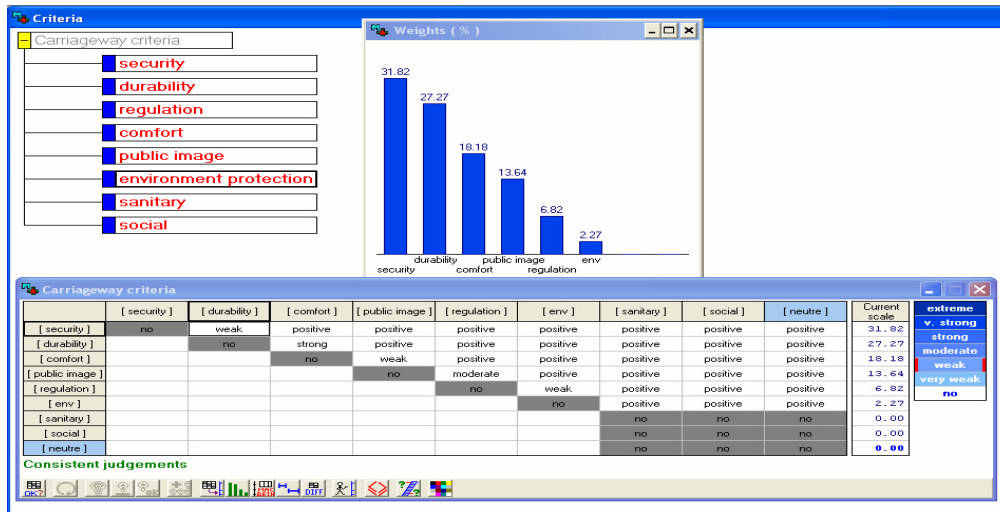 Criteria
Carriageway criteria
security
durability
regulation
comfort
public image
environment protection
sanitary
social
Weights ( % )
31.82
27.27
18.18
13.64
6.82
2.27
durability public image env
security comfort regulation
Carriageway criteria
[ security ] [ durability ] [ comfort ] [ public image ] [ regulation ] [ env ] [ sanitary ] [ social ] [ neutre ] Current scale
[ security ] no weak positive positive positive positive positive positive positive 31.82
[ durability ] no strong positive positive positive positive positive positive 27.27
[ comfort ] no weak positive positive positive positive positive 18.18
[ public image ] no moderate positive positive positive positive 13.64
[ regulation ] no weak positive positive positive 6.82
[ env ] no positive positive positive 2.27
[ sanitary ] no no no 0.00
[ social ] no no no 0.00
[ neutre ] no no no 0.00
extreme
v. strong
strong
moderate
weak
very weak
no
Consistent judgements
OK?
DIFF